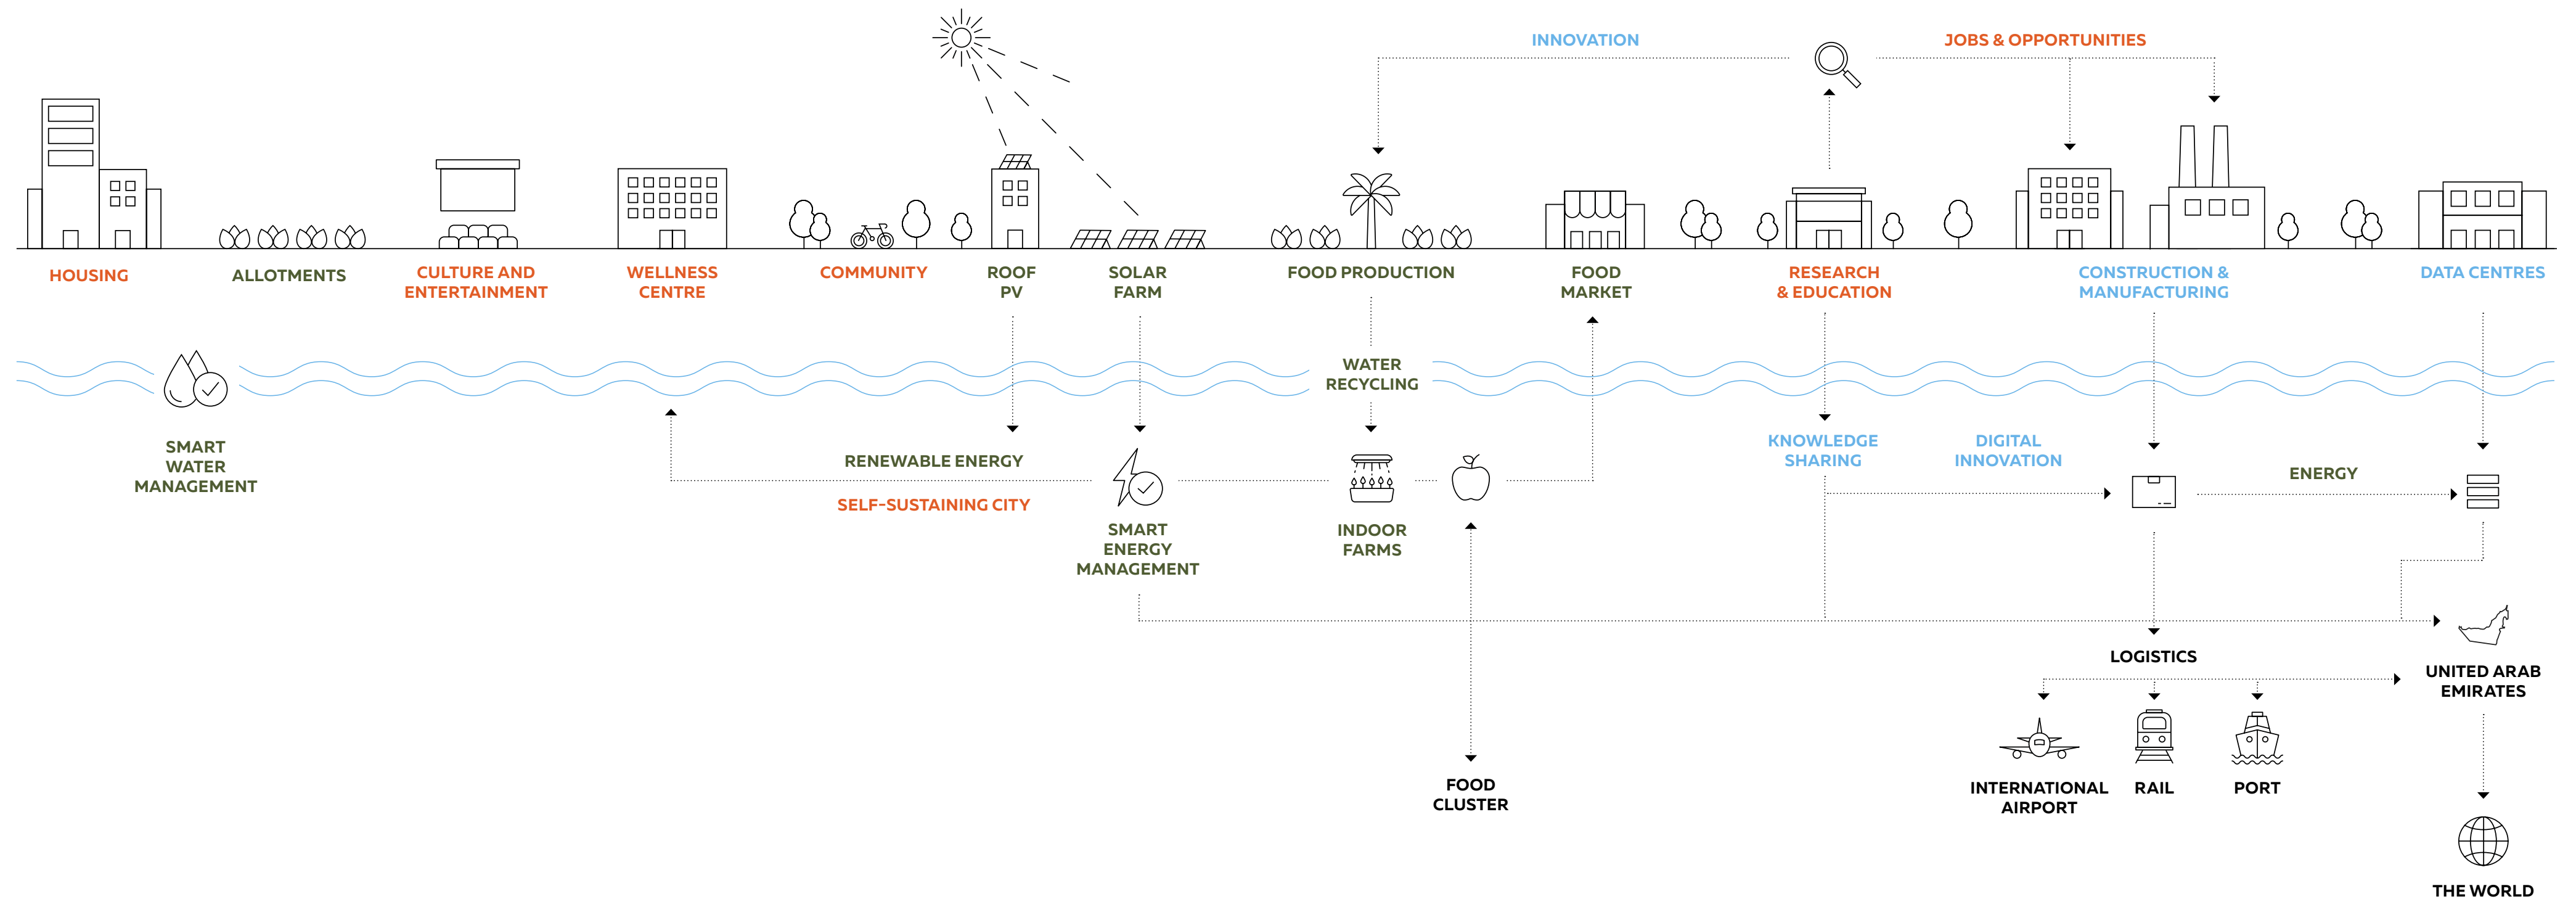 INNOVATION
JOBS & OPPORTUNITIES
HOUSING
ALLOTMENTS
CULTURE AND
ENTERTAINMENT
WELLNESS
CENTRE
COMMUNITY
ROOF
PV
SOLAR
FARM
FOOD PRODUCTION
FOOD
MARKET
RESEARCH
& EDUCATION
CONSTRUCTION &
MANUFACTURING
DATA CENTRES
WATER
RECYCLING
SMART
WATER
MANAGEMENT
RENEWABLE ENERGY
SELF-SUSTAINING CITY
SMART
ENERGY
MANAGEMENT
INDOOR
FARMS
KNOWLEDGE
SHARING
DIGITAL
INNOVATION
ENERGY
LOGISTICS
UNITED ARAB
EMIRATES
FOOD
CLUSTER
INTERNATIONAL
AIRPORT
RAIL
PORT
THE WORLD